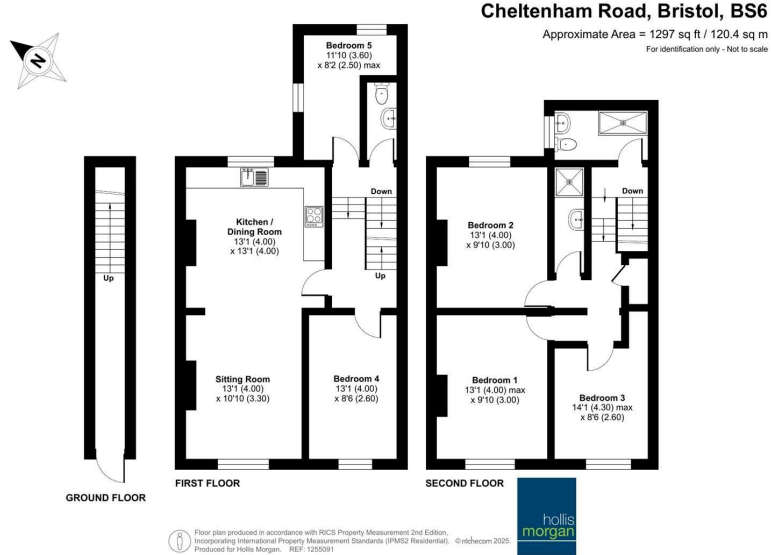 Cheltenham Road, Bristol, BS6
Approximate Area = 1297 sq ft / 120.4 sq m
For identification only - Not to scale
N
Bedroom 5
11'10 (3.60)
x 8'2 (2.50) max
Down
Kitchen /
Dining Room
13'1 (4.00)
x 13'1 (4.00)
Up
Sitting Room
13'1 (4.00)
x 10'10 (3.30)
Bedroom 4
13'1 (4.00)
x 8'6 (2.60)
Up
Down
Bedroom 2
13'1 (4.00)
x 9'10 (3.00)
Bedroom 1
13'1 (4.00) max
x 9'10 (3.00)
Bedroom 3
14'1 (4.30) max
x 8'6 (2.60)
GROUND FLOOR
FIRST FLOOR
SECOND FLOOR
hollis
morgan
Floor plan produced in accordance with RICS Property Measurement 2nd Edition,
Incorporating International Property Measurement Standards (IPMS2 Residential). © nichecom 2025.
Produced for Hollis Morgan. REF: 1255091